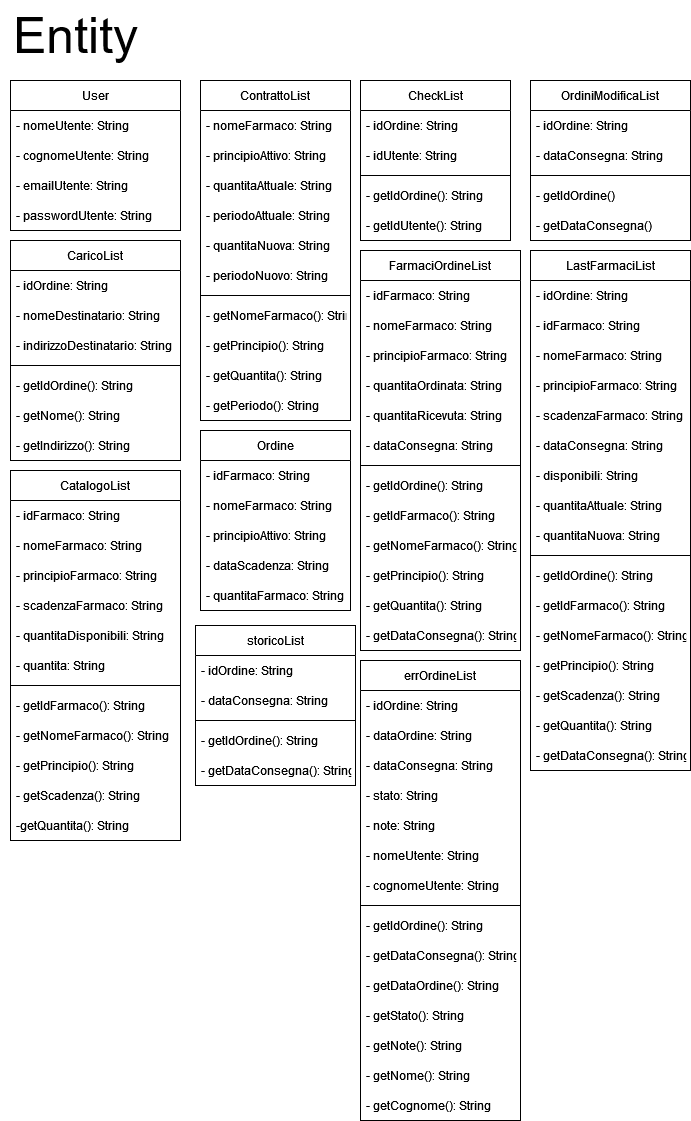 Entity
User
- nomeUtente: String
- cognomeUtente: String
- emailUtente: String
- passwordUtente: String
CaricoList
- idOrdine: String
- nomeDestinatario: String
- indirizzoDestinatario: String
- getIdOrdine(): String
- getNome(): String
- getIndirizzo(): String
CatalogoList
- idFarmaco: String
- nomeFarmaco: String
- principioFarmaco: String
- scadenzaFarmaco: String
- quantitaDisponibili: String
- quantita: String
- getIdFarmaco(): String
- getNomeFarmaco(): String
- getPrincipio(): String
- getScadenza(): String
-getQuantita(): String
ContrattoList
- nomeFarmaco: String
- principioAttivo: String
- quantitaAttuale: String
- periodoAttuale: String
- quantitaNuova: String
- periodoNuovo: String
- getNomeFarmaco(): Stri
- getPrincipio(): String
- getQuantita(): String
- getPeriodo(): String
Ordine
- idFarmaco: String
- nomeFarmaco: String
- principioAttivo: String
- dataScadenza: String
- quantitaFarmaco: String
storicoList
- idOrdine: String
- dataConsegna: String
- getIdOrdine(): String
- getDataConsegna(): String
CheckList
- idOrdine: String
- idUtente: String
- getIdOrdine(): String
- getIdUtente(): String
FarmaciOrdineList
- idFarmaco: String
- nomeFarmaco: String
- principioFarmaco: String
- quantitaOrdinata: String
- quantitaRicevuta: String
- dataConsegna: String
- getIdOrdine(): String
- getIdFarmaco(): String
- getNomeFarmaco(): String
- getPrincipio(): String
- getQuantita(): String
- getDataConsegna(): String
errOrdineList
- idOrdine: String
- dataOrdine: String
- dataConsegna: String
- stato: String
- note: String
- nomeUtente: String
- cognomeUtente: String
- getIdOrdine(): String
- getDataConsegna(): String
- getDataOrdine(): String
- getStato(): String
- getNote(): String
- getNome(): String
- getCognome(): String
OrdiniModificaList
- idOrdine: String
- dataConsegna: String
- getIdOrdine()
- getDataConsegna()
LastFarmaciList
- idOrdine: String
- idFarmaco: String
- nomeFarmaco: String
- principioFarmaco: String
- scadenzaFarmaco: String
- dataConsegna: String
- disponibili: String
- quantitaAttuale: String
- quantitaNuova: String
- getIdOrdine(): String
- getIdFarmaco(): String
- getNomeFarmaco(): String
- getPrincipio(): String
- getScadenza(): String
- getQuantita(): String
- getDataConsegna(): String